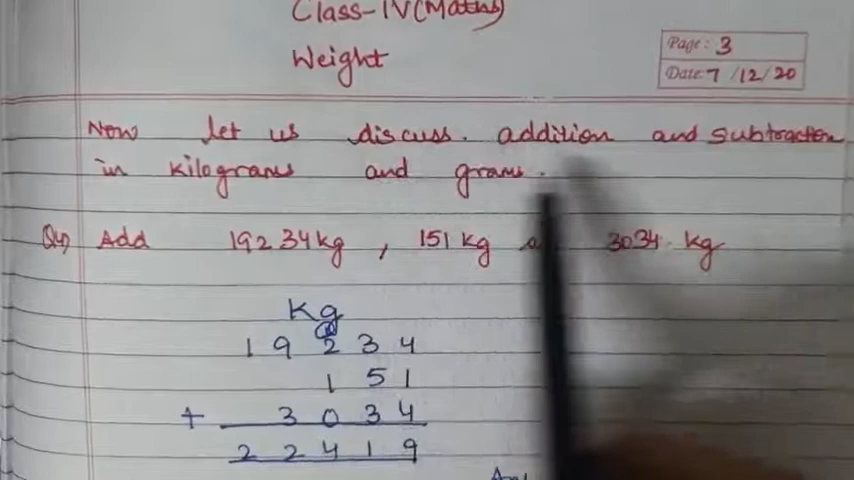 Class-IV (Maths)
Weight
Page: 3
Date: 7/12/20
Now let us discuss. addition and subtraction
in kilograms and grams.
Add 19234 kg, 151 kg 3034 kg
Kg
1 9 2 3 4
1 5 1
+ 3 0 3 4
2 2 4 1 9